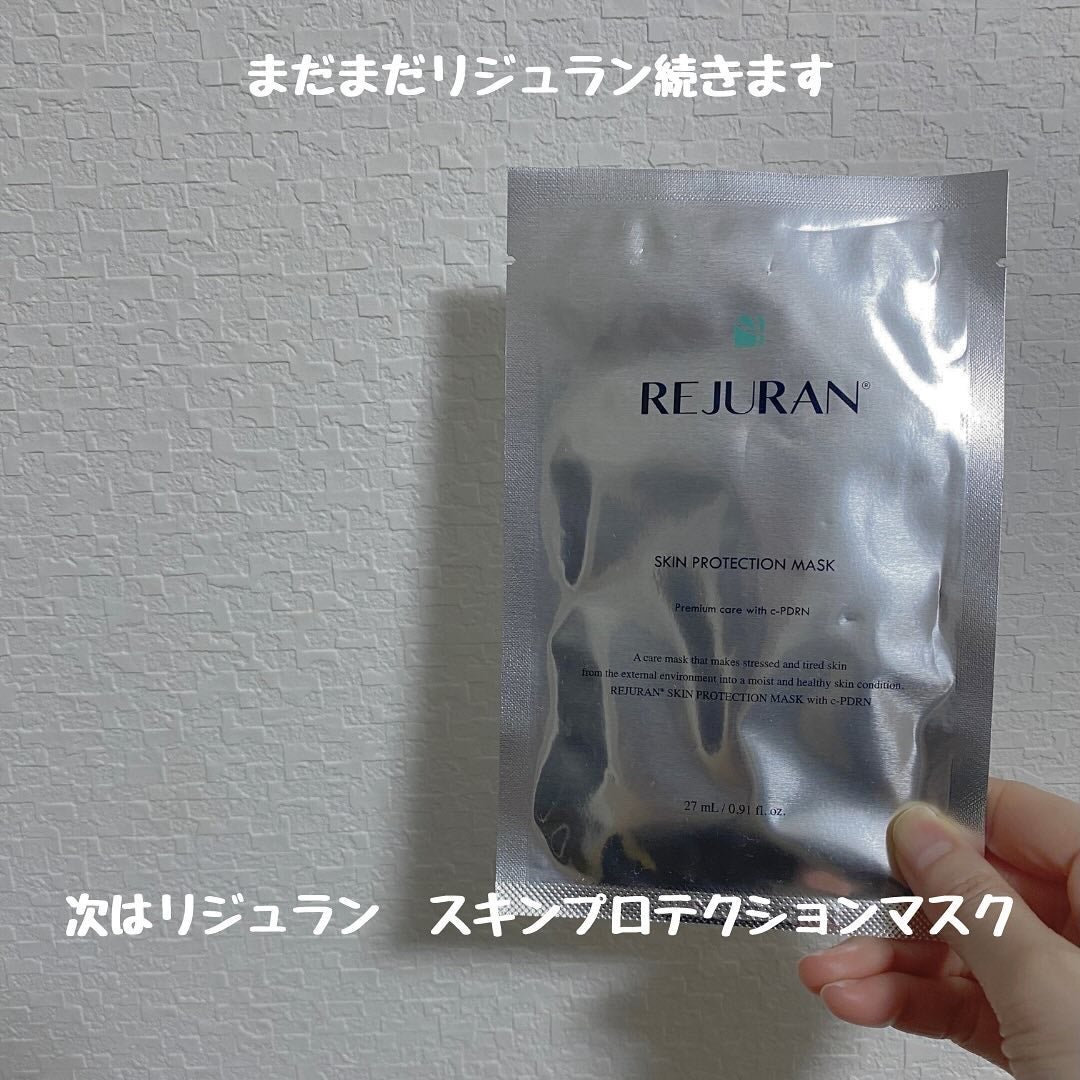 まだまだリジュラン続きます
REJURAN®
SKIN PROTECTION MASK
Premium care with c-PDRN
A care mask that makes stressed and tired skin
from the external environment into a moist and healthy skin condition.
REJURAN® SKIN PROTECTION MASK with c-PDRN
27 mL / 0.91 fl. oz.
次はリジュラン　スキンプロテクションマスク